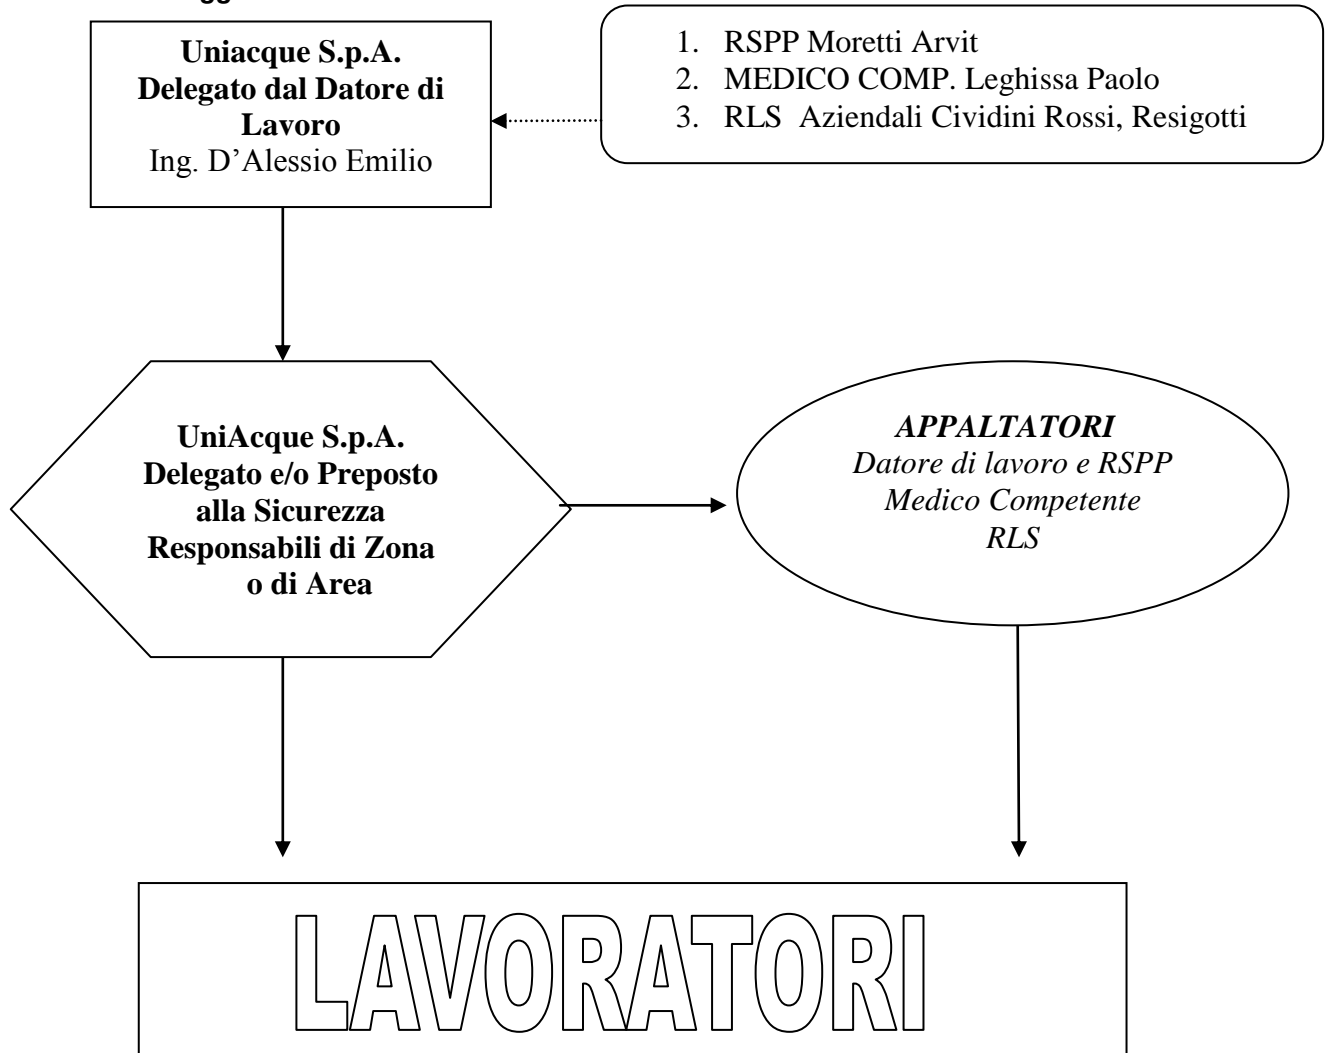 Uniacque S.p.A.
Delegato dal Datore di
Lavoro
Ing. D’Alessio Emilio
1. RSPP Moretti Arvit
2. MEDICO COMP. Leghissa Paolo
3. RLS Aziendali Cividini Rossi, Resigotti
UniAcque S.p.A.
Delegato e/o Preposto
alla Sicurezza
Responsabili di Zona
o di Area
APPALTATORI
Datore di lavoro e RSPP
Medico Competente
RLS
LAVORATORI